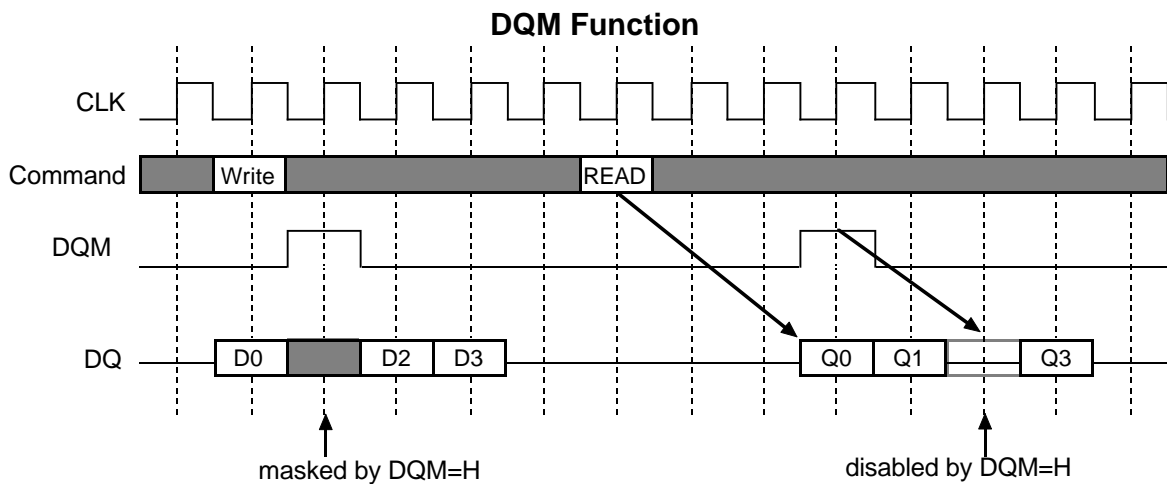 DQM Function
CLK
Command
Write
READ
DQM
DQ
D0
D2
D3
Q0
Q1
Q3
masked by DQM=H
disabled by DQM=H